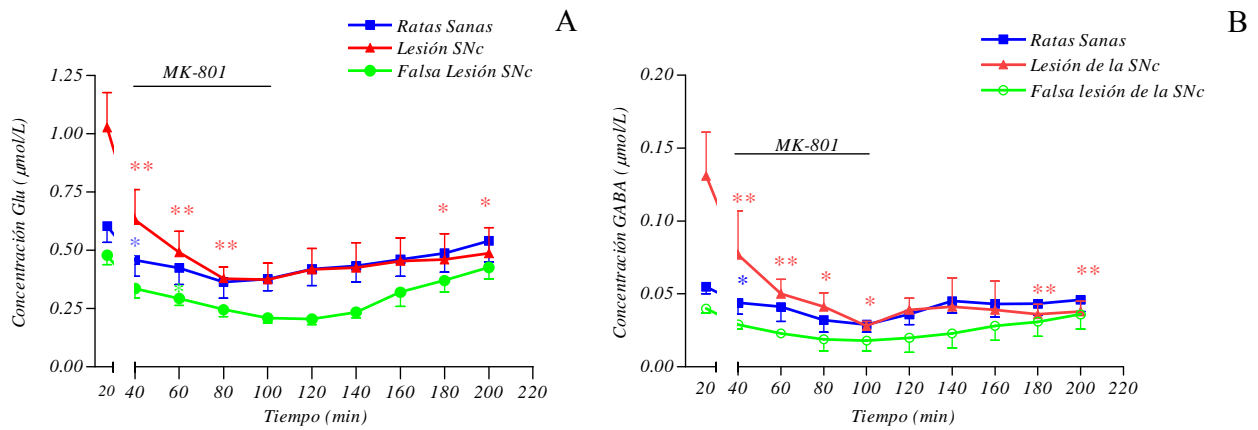 A
Ratas Sanas
Lesión SNc
Falsa Lesión SNc
MK-801
1.25
1.00
0.75
0.50
0.25
0.00
Concentración Glu ( μmol/L)
** ** ** * *
*
*
20 40 60 80 100 120 140 160 180 200 220
Tiempo (min)
B
Ratas Sanas
Lesión de la SNc
Falsa lesión de la SNc
MK-801
0.20
0.15
0.10
0.05
0.00
Concentración GABA ( μmol/L)
** ** * * ** **
*
20 40 60 80 100 120 140 160 180 200 220
Tiempo (min)